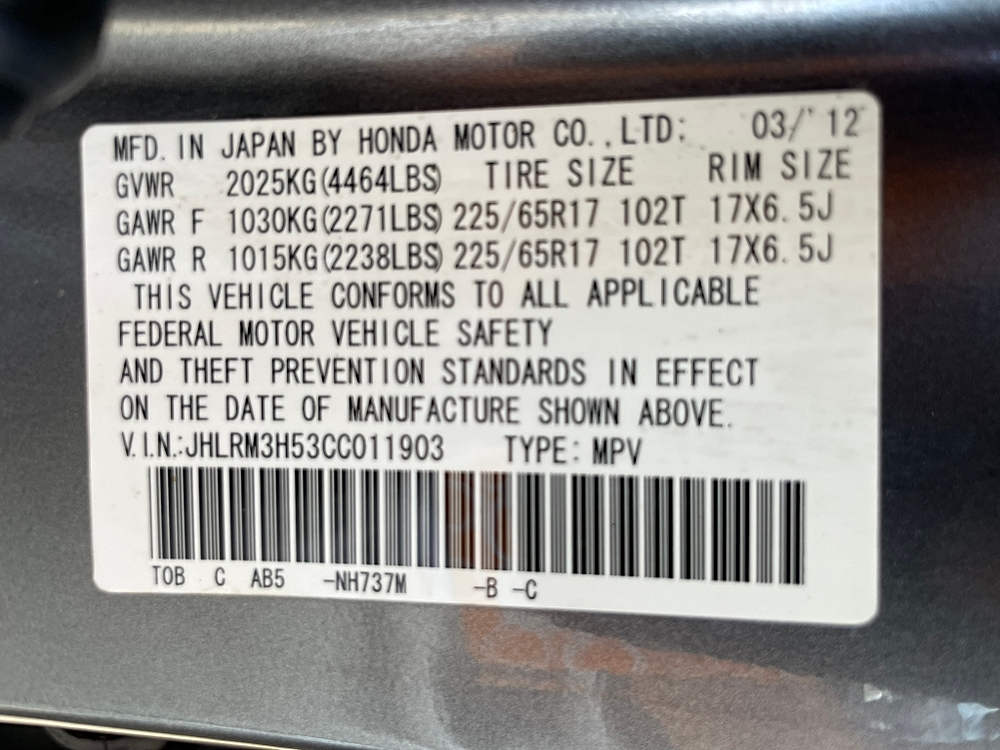 MFD. IN JAPAN BY HONDA MOTOR CO., LTD: 03/'12
GVWR 2025KG(4464LBS) TIRE SIZE RIM SIZE
GAWR F 1030KG(2271LBS) 225/65R17 102T 17X6.5J
GAWR R 1015KG(2238LBS) 225/65R17 102T 17X6.5J
THIS VEHICLE CONFORMS TO ALL APPLICABLE
FEDERAL MOTOR VEHICLE SAFETY
AND THEFT PREVENTION STANDARDS IN EFFECT
ON THE DATE OF MANUFACTURE SHOWN ABOVE.
V.I.N.:JHLRM3H53CC011903 TYPE: MPV
TOB C AB5 -NH737M -B -C